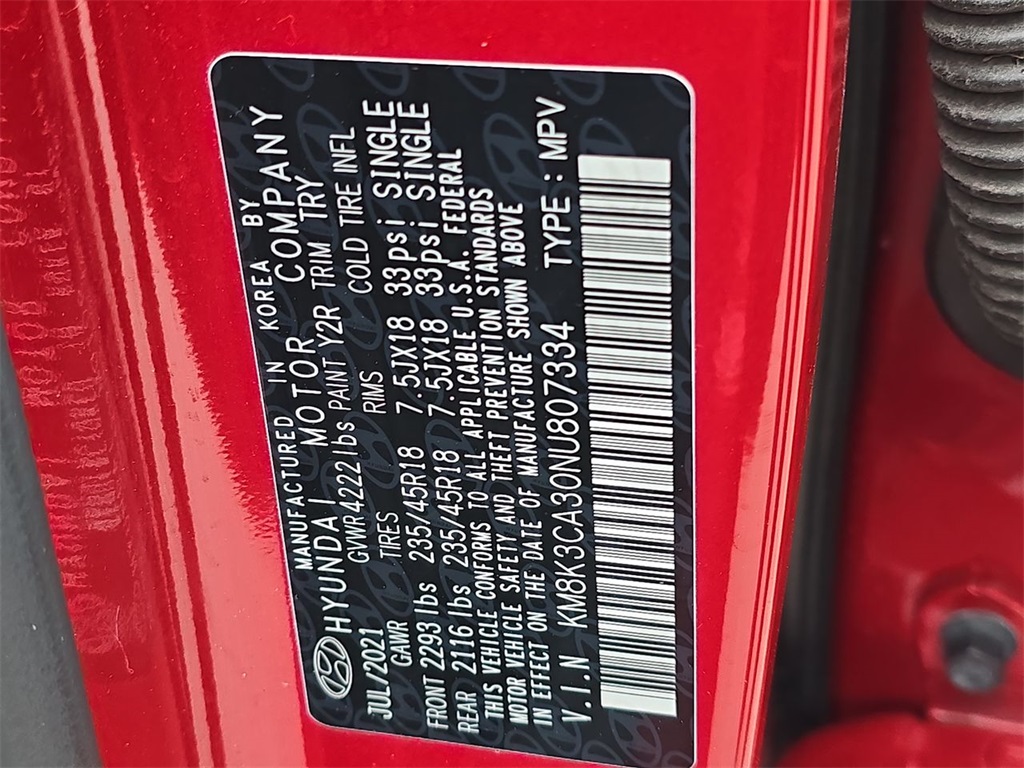 MANUFACTURED IN KOREA BY
HYUNDAI MOTOR COMPANY
JUL/2021 GVWR4222 lbs PAINT Y2R TRIM TRY
GAWR TIRES RIMS COLD TIRE INFL
FRONT 2293 lbs 235/45R18 7.5JX18 33psi SINGLE
REAR 2116 lbs 235/45R18 7.5JX18 33psi SINGLE
THIS VEHICLE CONFORMS TO ALL APPLICABLE U.S.A. FEDERAL
MOTOR VEHICLE SAFETY AND THEFT PREVENTION STANDARDS
IN EFFECT ON THE DATE OF MANUFACTURE SHOWN ABOVE
V.I.N KM8K3CA30NU807334 TYPE: MPV